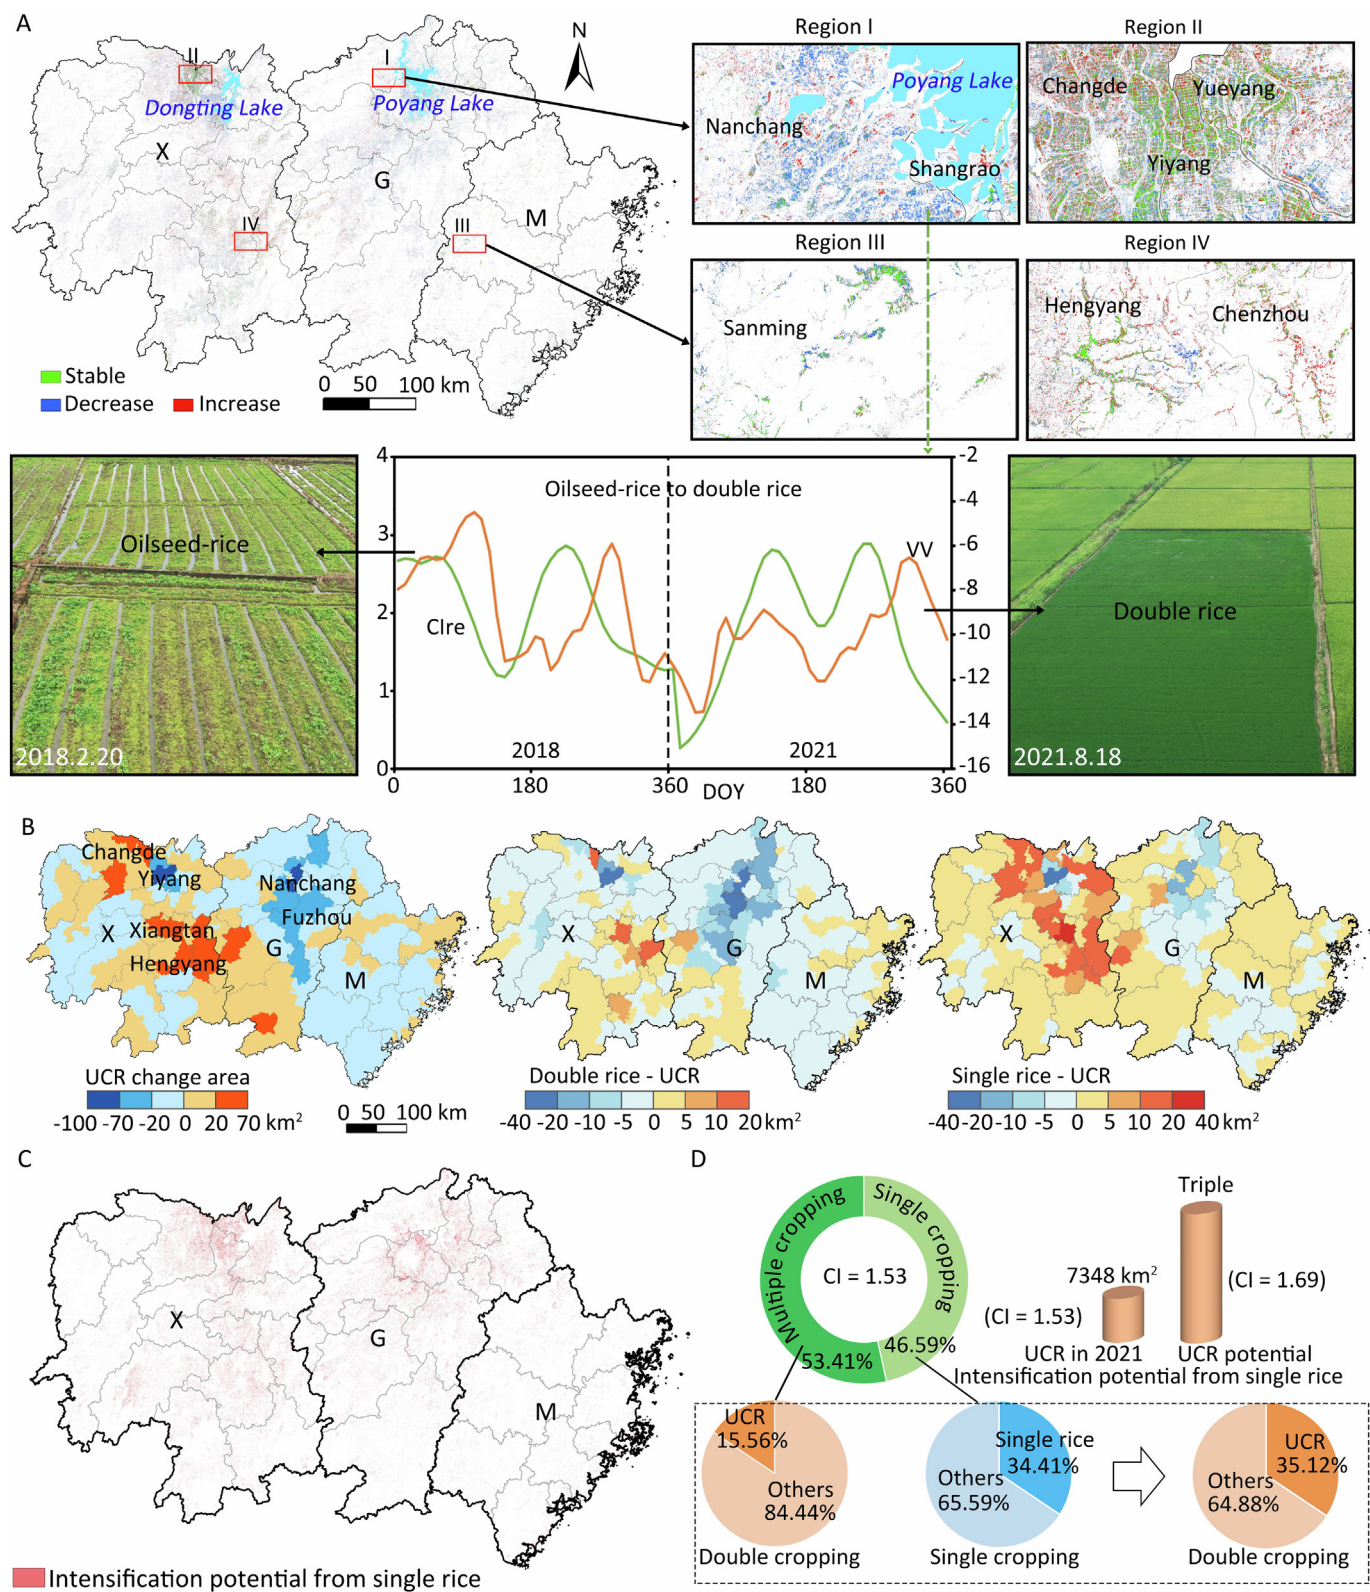 A
N
II
I
Dongting Lake
Poyang Lake
X
G
M
IV
III
Stable
Decrease
Increase
0 50 100 km
Region I
Poyang Lake
Nanchang
Shangrao
Region II
Changde
Yueyang
Yiyang
Region III
Sanming
Region IV
Hengyang
Chenzhou
Oilseed-rice
2018.2.20
Oilseed-rice to double rice
CIre
VV
2018
2021
4
3
2
1
0
-2
-4
-6
-8
-10
-12
-14
-16
0 180 360 180 360
DOY
Double rice
2021.8.18
B
Changde
Yiyang
Nanchang
Fuzhou
Xiangtan
Hengyang
X
G
M
UCR change area
-100 -70 -20 0 20 70 km²
0 50 100 km
X
G
M
Double rice - UCR
-40 -20 -10 -5 0 5 10 20 km²
X
G
M
Single rice - UCR
-40 -20 -10 -5 0 5 10 20 40 km²
C
X
G
M
Intensification potential from single rice
D
Multiple cropping
53.41%
Single cropping
46.59%
CI = 1.53
Triple
7348 km²
(CI = 1.53)
(CI = 1.69)
UCR in 2021
UCR potential
Intensification potential from single rice
UCR
15.56%
Others
84.44%
Double cropping
Single rice
34.41%
Others
65.59%
Single cropping
UCR
35.12%
Others
64.88%
Double cropping